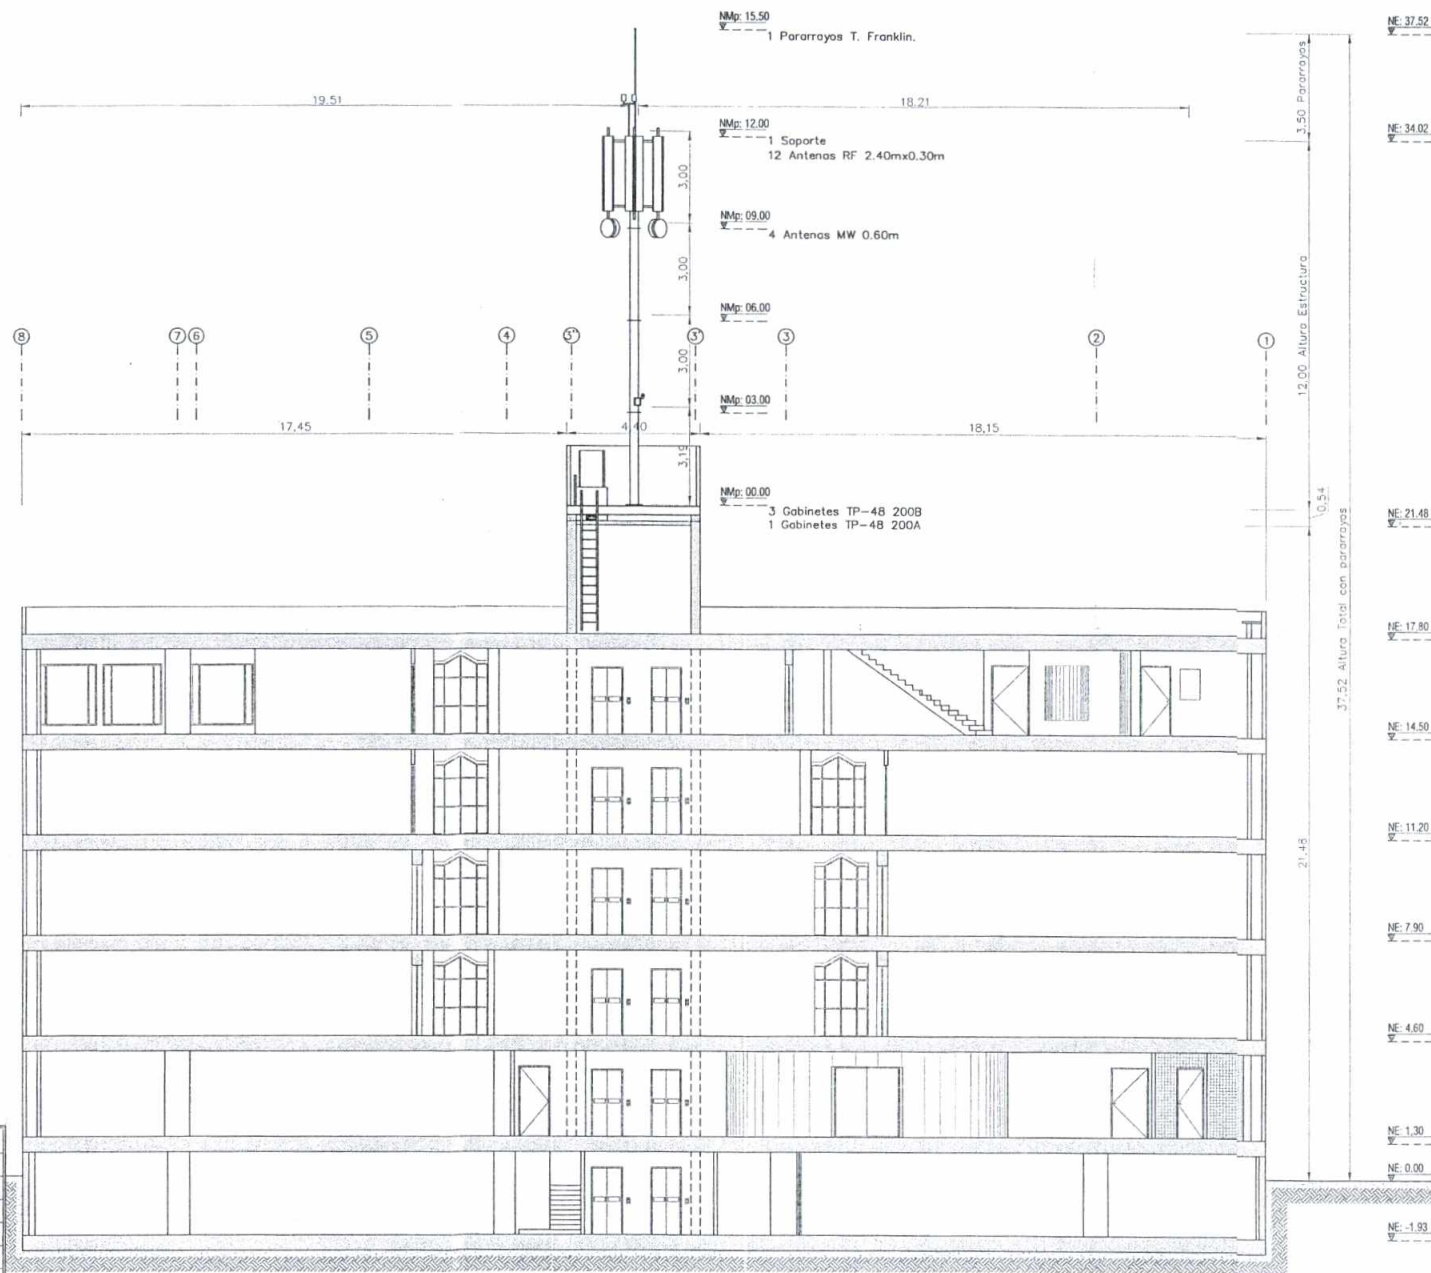 NMp: 15.50
1 Pararrayos T. Franklin.
NE: 37.52
19.51
18.21
3.50 Pararrayos
NMp: 12.00
1 Soporte
12 Antenas RF 2.40mx0.30m
NE: 34.02
3,00
NMp: 09.00
4 Antenas MW 0.60m
3,00
12.00 Altura Estructura
NMp: 06.00
8
7
6
5
4
3"
3'
3
2
1
3,00
NMp: 03.00
17,45
4,40
18,15
3,19
NMp: 00.00
3 Gabinetes TP-48 200B
1 Gabinetes TP-48 200A
0,54
NE: 21.48
37.52 Altura Total con pararrayos
NE: 17.80
NE: 14.50
21,48
NE: 11.20
NE: 7.90
NE: 4.60
NE: 1,30
NE: 0.00
NE: -1.93